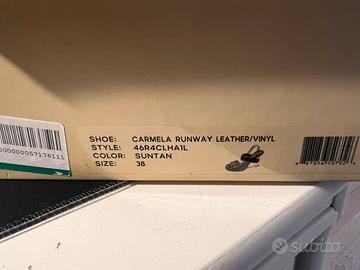 SHOE: CARMELA RUNWAY LEATHER/VINYL
STYLE: 46R4CLHA1L
COLOR: SUNTAN
SIZE: 38
subito